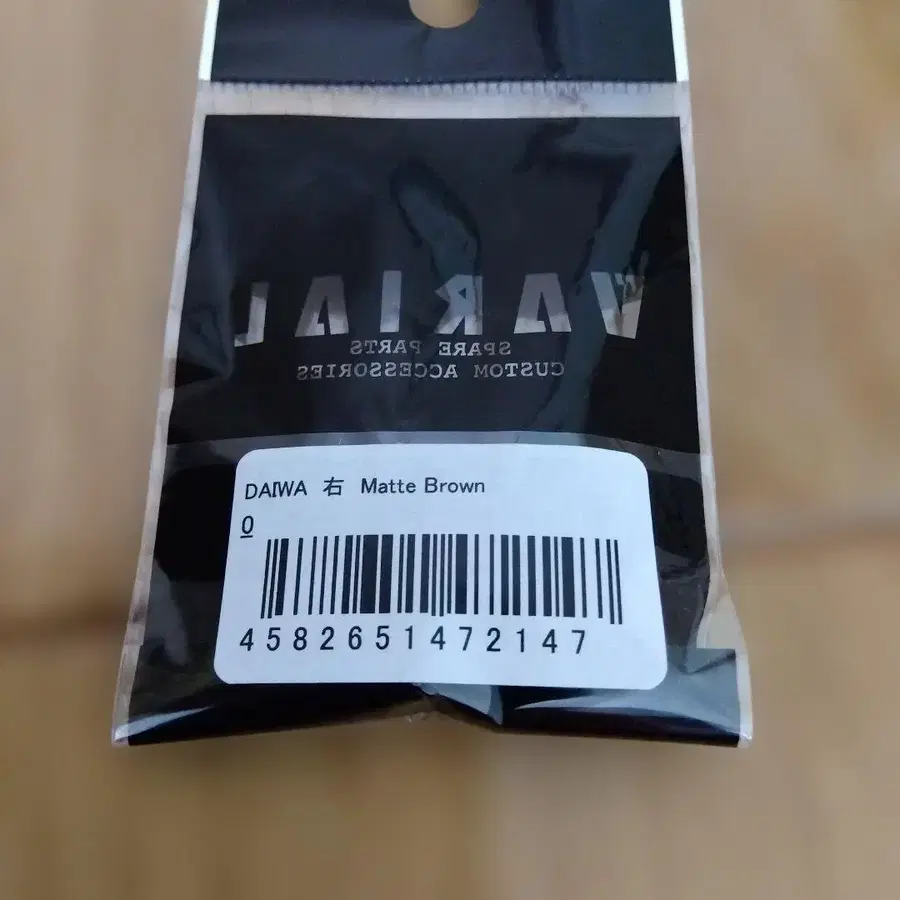 VARIAL
SPARE PARTS
CUSTOM ACCESSORIES
DAIWA 右 Matte Brown
0
4582651472147